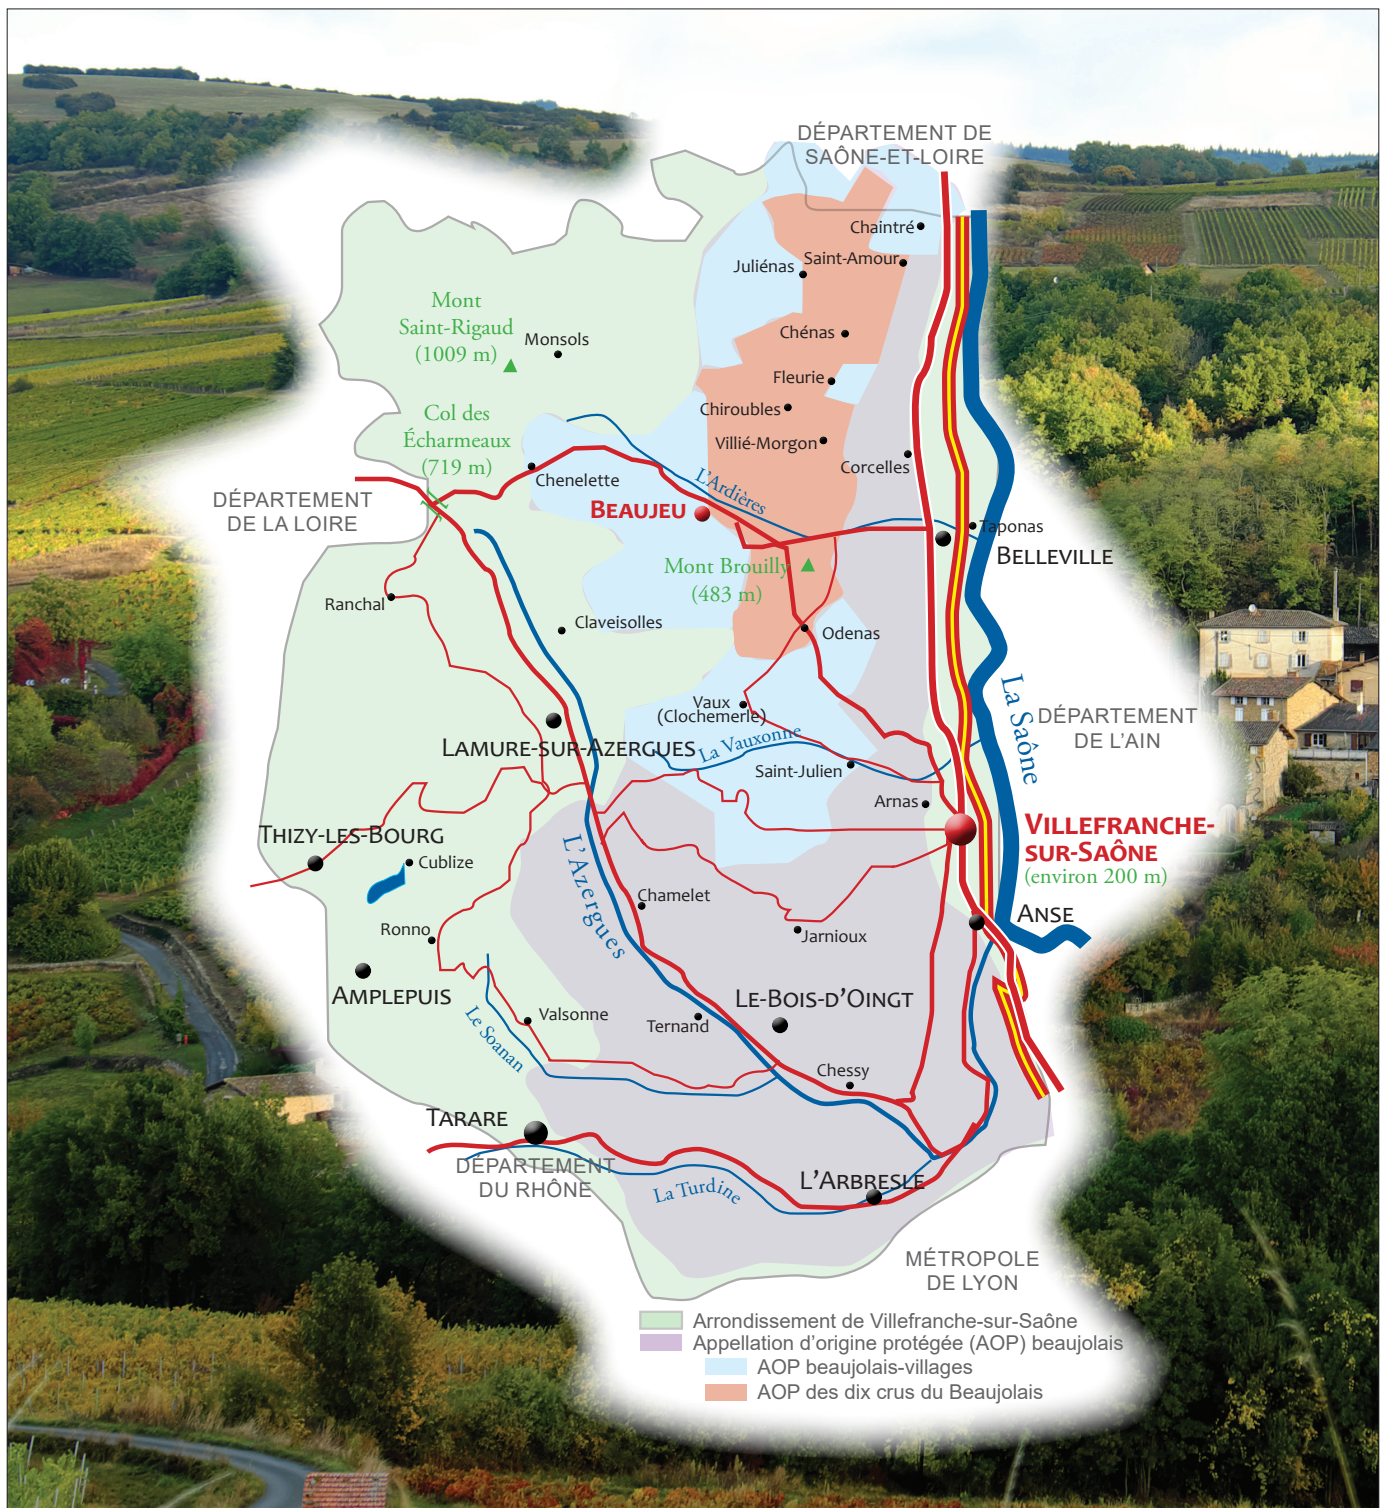 DÉPARTEMENT DE
SAÔNE-ET-LOIRE
Chaintré
Saint-Amour
Juliénas
Mont
Saint-Rigaud
(1009 m)
Monsols
Chénas
Fleurie
Chiroubles
Villié-Morgon
Corcelles
Col des
Écharmeaux
(719 m)
Chenelette
L'Ardières
DÉPARTEMENT
DE LA LOIRE
BEAUJEU
Taponas
BELLEVILLE
Mont Brouilly
(483 m)
Ranchal
Claveisolles
Odenas
La Saône
Vaux
(Clochemerle)
DÉPARTEMENT
DE L'AIN
LAMURE-SUR-AZERGUES
La Vauxonne
Saint-Julien
Arnas
THIZY-LES-BOURG
VILLEFRANCHE-
SUR-SAÔNE
(environ 200 m)
Cublize
L'Azergues
Chamelet
ANSE
Ronno
Jarnioux
AMPLEPUIS
LE-BOIS-D'OINGT
Valsonne
Ternand
Le Soanan
Chessy
TARARE
DÉPARTEMENT
DU RHÔNE
La Turdine
L'ARBRESLE
MÉTROPOLE
DE LYON
Arrondissement de Villefranche-sur-Saône
Appellation d'origine protégée (AOP) beaujolais
AOP beaujolais-villages
AOP des dix crus du Beaujolais